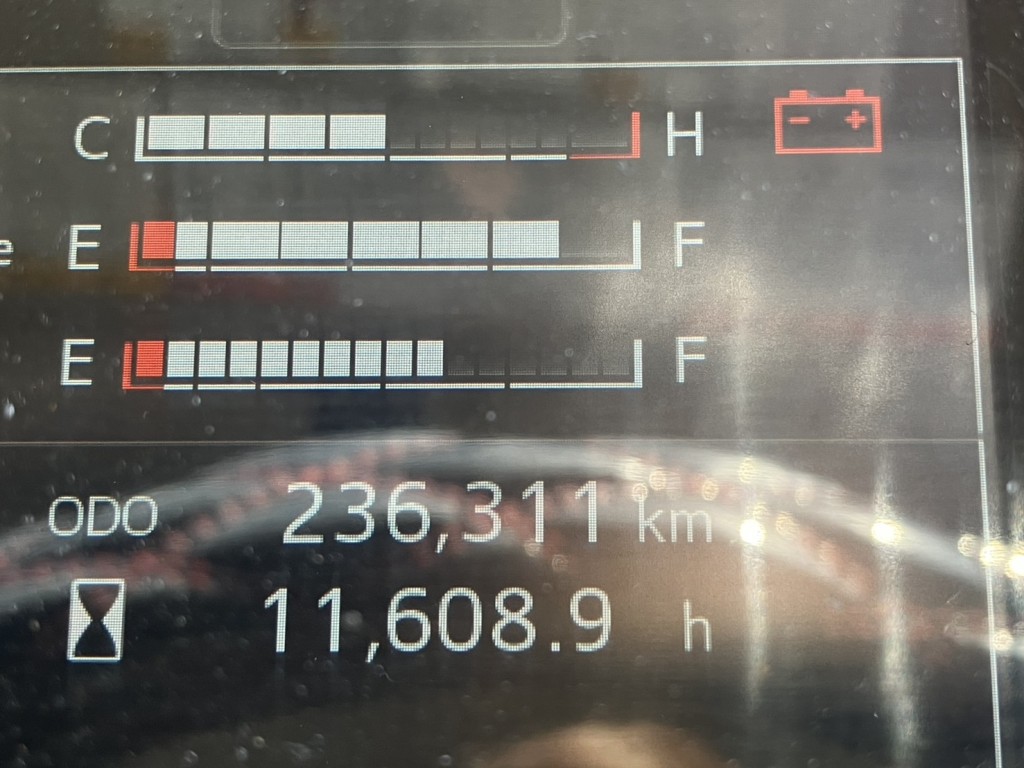 C H
- +
e E F
E F
ODO 236,311 km
11,608.9 h